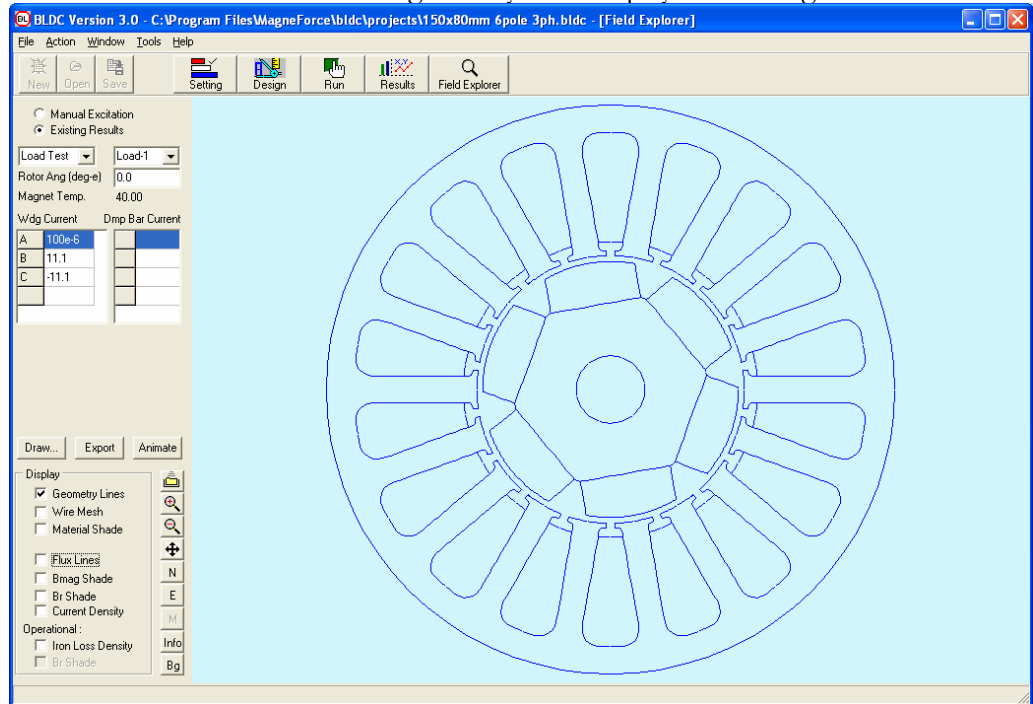 BL BLDC Version 3.0 - C:\Program Files\MagneForce\bldc\projects\150x80mm 6pole 3ph.bldc - [Field Explorer]
File Action Window Tools Help
New Open Save Setting Design Run Results Field Explorer
Manual Excitation
Existing Results
Load Test Load-1
Rotor Ang (deg-e) 0.0
Magnet Temp. 40.00
Wdg Current Dmp Bar Current
A 100e-6
B 11.1
C -11.1
Draw... Export Animate
Display
Geometry Lines
Wire Mesh
Material Shade
Flux Lines
Bmag Shade N
Br Shade E
Current Density M
Operational :
Iron Loss Density Info
Br Shade Bg